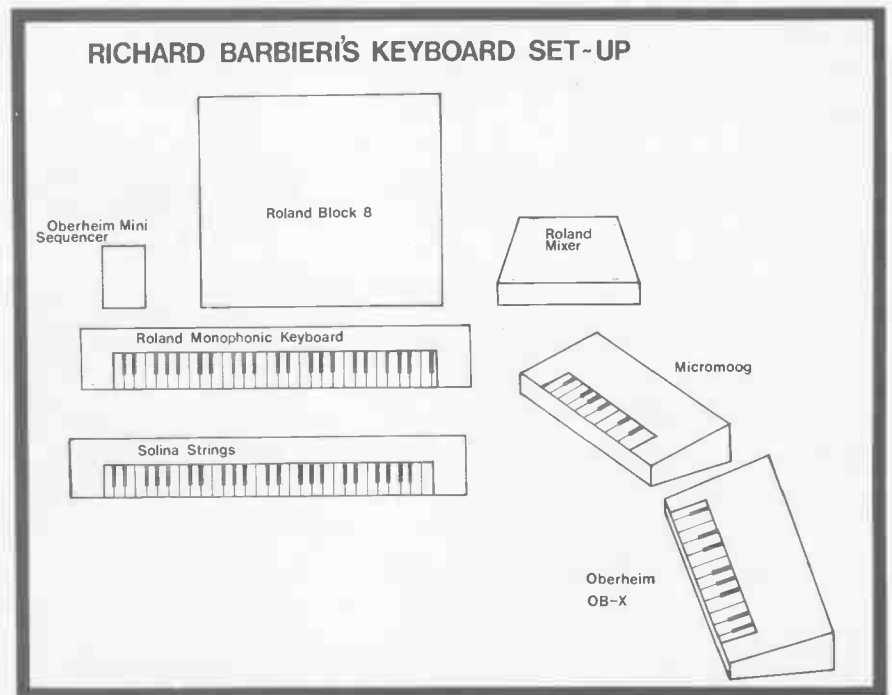 RICHARD BARBIERI'S KEYBOARD SET-UP
Roland Block 8
Oberheim Mini
Sequencer
Roland
Mixer
Roland Monophonic Keyboard
Micromoog
Solina Strings
Oberheim
OB-X